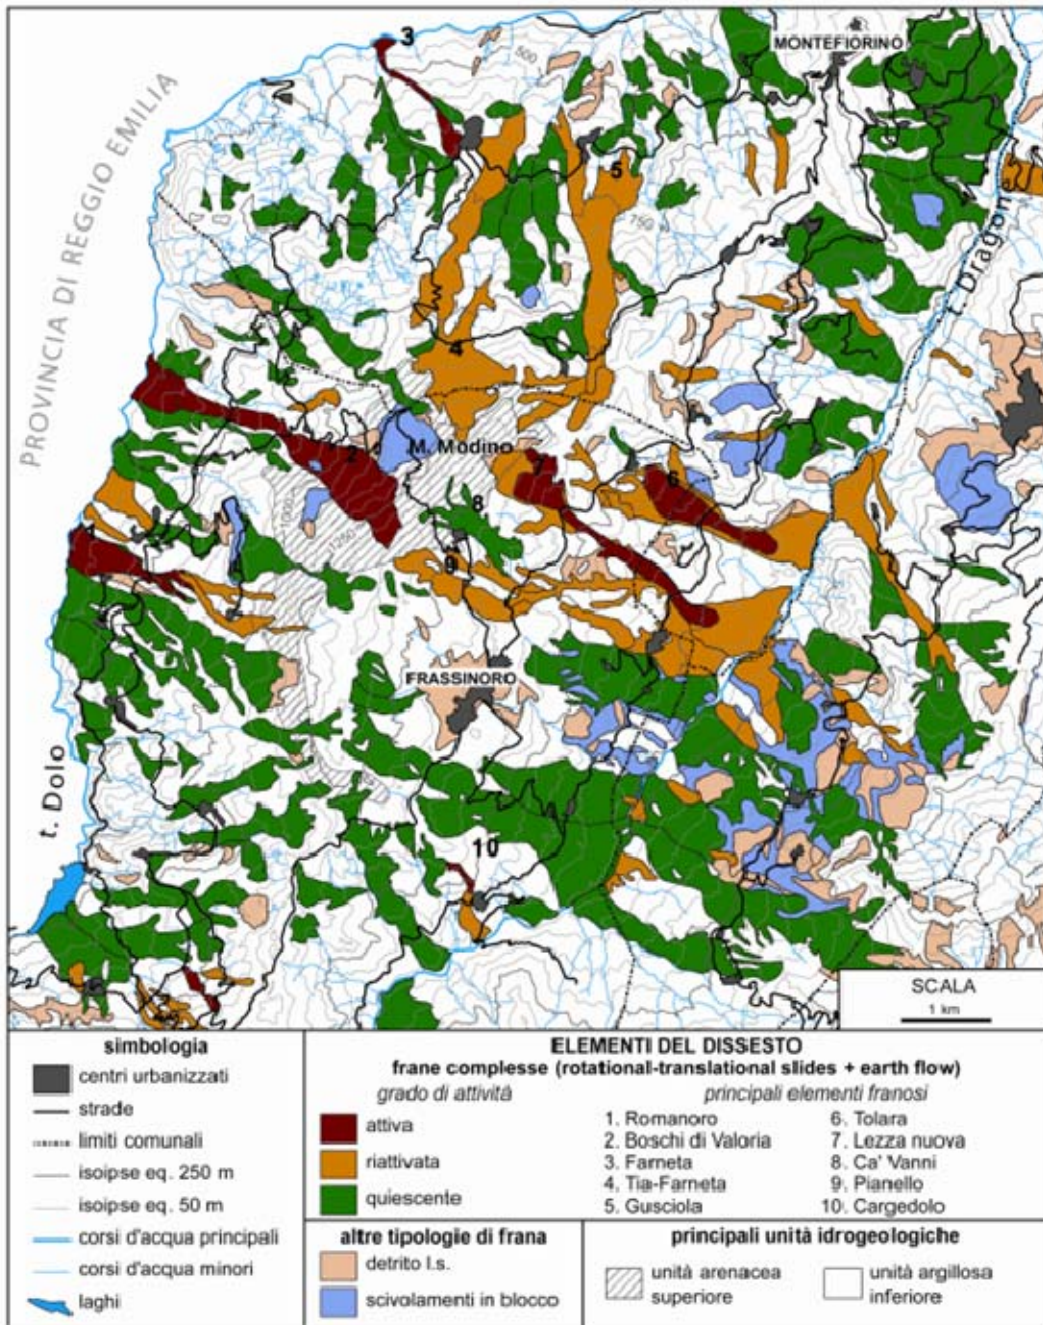 3
MONTEFIORINO
500
5
PROVINCIA DI REGGIO EMILIA
750
t. Dragone
4
2
M. Modino
7
6
1000
8
1250
1
9
FRASSINORO
t. Dolo
10
SCALA
1 km
simbologia
centri urbanizzati
strade
limiti comunali
isoipse eq. 250 m
isoipse eq. 50 m
corsi d'acqua principali
corsi d'acqua minori
laghi
ELEMENTI DEL DISSESTO
frane complesse (rotational-translational slides + earth flow)
grado di attività
attiva
riattivata
quiescente
principali elementi franosi
1. Romanoro
2. Boschi di Valoria
3. Farneta
4. Tia-Farneta
5. Gusciola
6. Tolara
7. Lezza nuova
8. Ca' Vanni
9. Pianello
10. Cargedolo
altre tipologie di frana
detrito l.s.
scivolamenti in blocco
principali unità idrogeologiche
unità arenacea
superiore
unità argillosa
inferiore